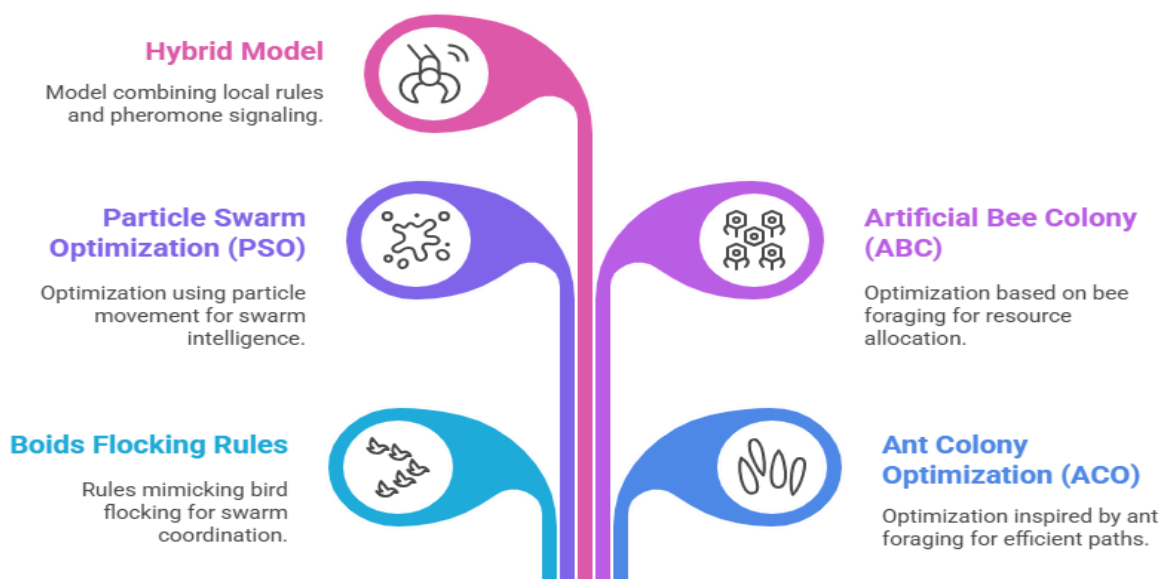 Hybrid Model
Model combining local rules
and pheromone signaling.
Particle Swarm
Optimization (PSO)
Optimization using particle
movement for swarm
intelligence.
Artificial Bee Colony
(ABC)
Optimization based on bee
foraging for resource
allocation.
Boids Flocking Rules
Rules mimicking bird
flocking for swarm
coordination.
Ant Colony
Optimization (ACO)
Optimization inspired by ant
foraging for efficient paths.